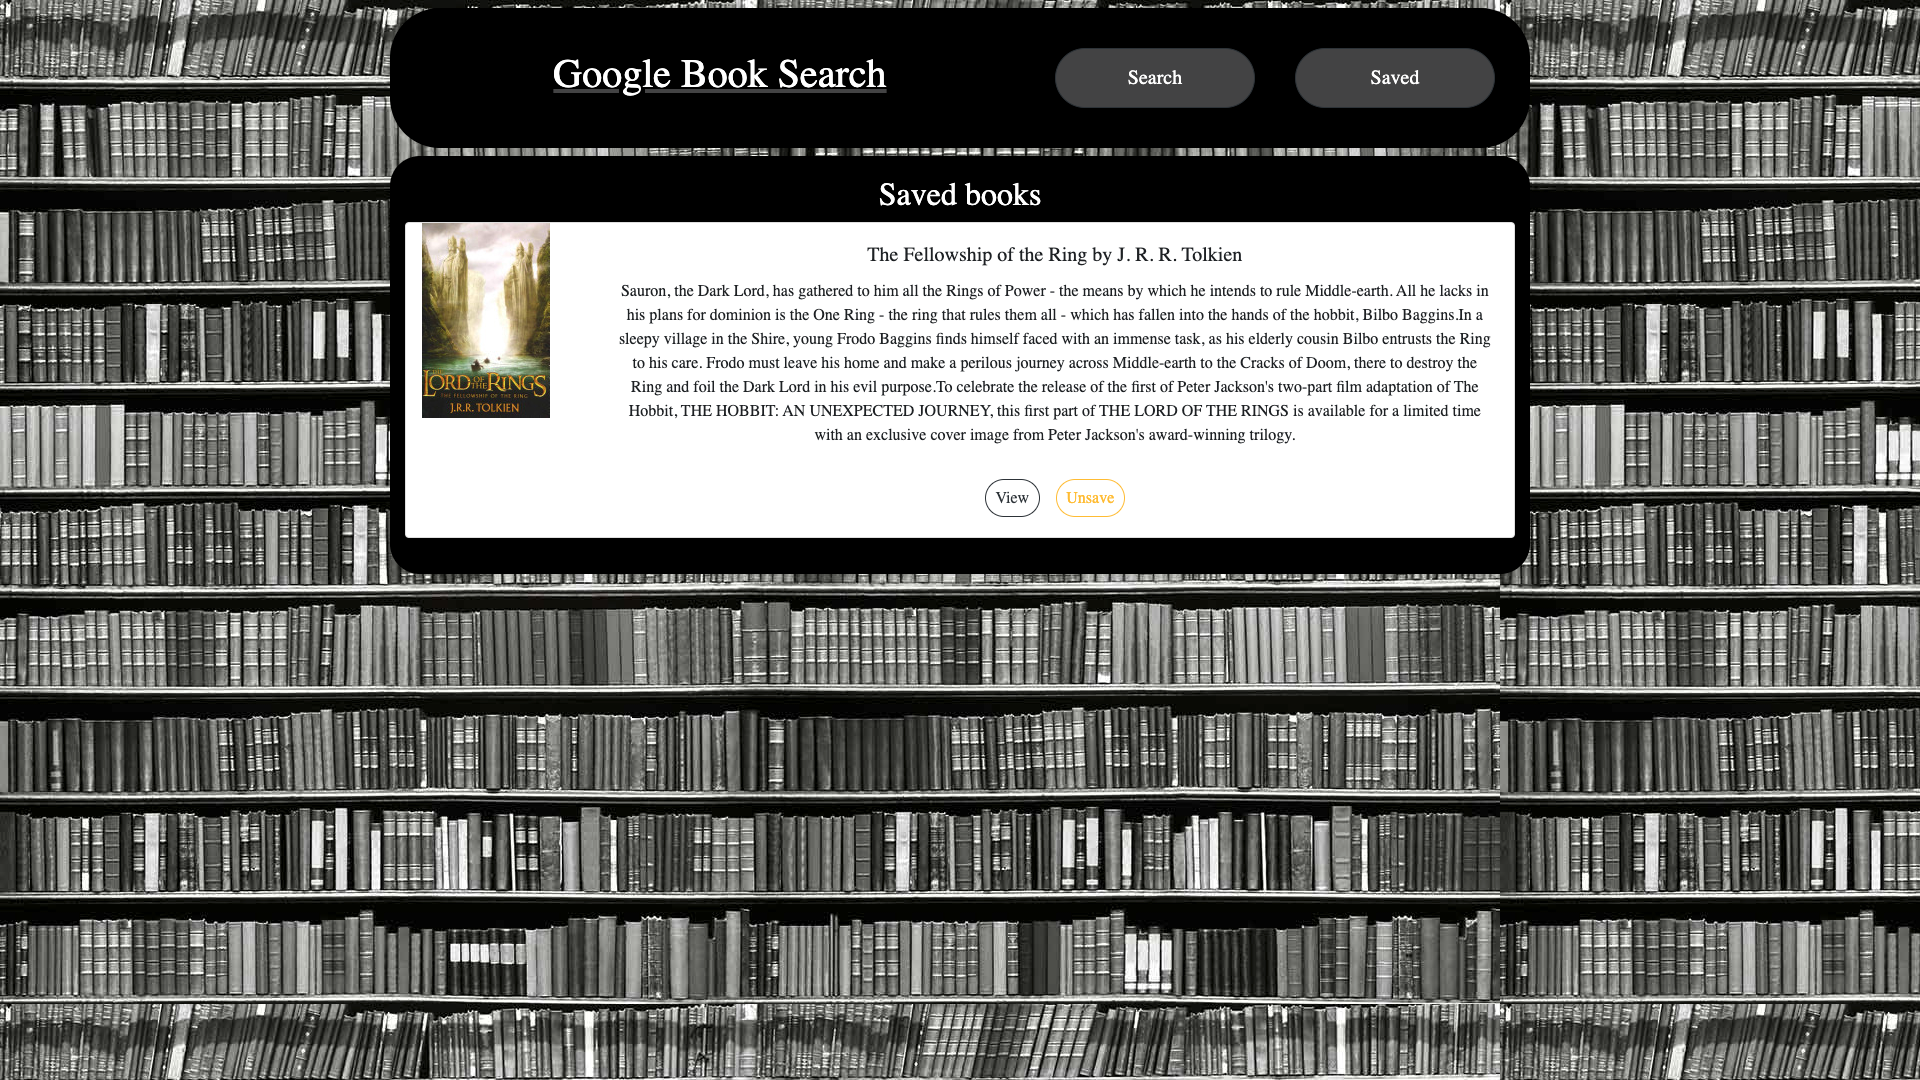 Google Book Search
Search
Saved
Saved books
The Fellowship of the Ring by J. R. R. Tolkien
Sauron, the Dark Lord, has gathered to him all the Rings of Power - the means by which he intends to rule Middle-earth. All he lacks in
his plans for dominion is the One Ring - the ring that rules them all - which has fallen into the hands of the hobbit, Bilbo Baggins.In a
sleepy village in the Shire, young Frodo Baggins finds himself faced with an immense task, as his elderly cousin Bilbo entrusts the Ring
to his care. Frodo must leave his home and make a perilous journey across Middle-earth to the Cracks of Doom, there to destroy the
Ring and foil the Dark Lord in his evil purpose.To celebrate the release of the first of Peter Jackson's two-part film adaptation of The
Hobbit, THE HOBBIT: AN UNEXPECTED JOURNEY, this first part of THE LORD OF THE RINGS is available for a limited time
with an exclusive cover image from Peter Jackson's award-winning trilogy.
THE
LORD OF THE RINGS
THE FELLOWSHIP OF THE RING
J.R.R. TOLKIEN
View
Unsave